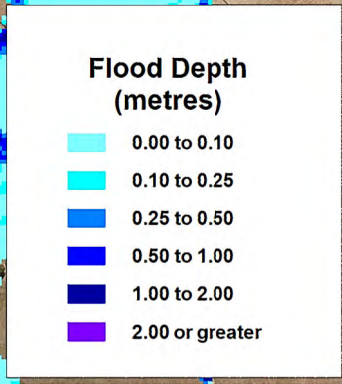 Flood Depth
(metres)
0.00 to 0.10
0.10 to 0.25
0.25 to 0.50
0.50 to 1.00
1.00 to 2.00
2.00 or greater